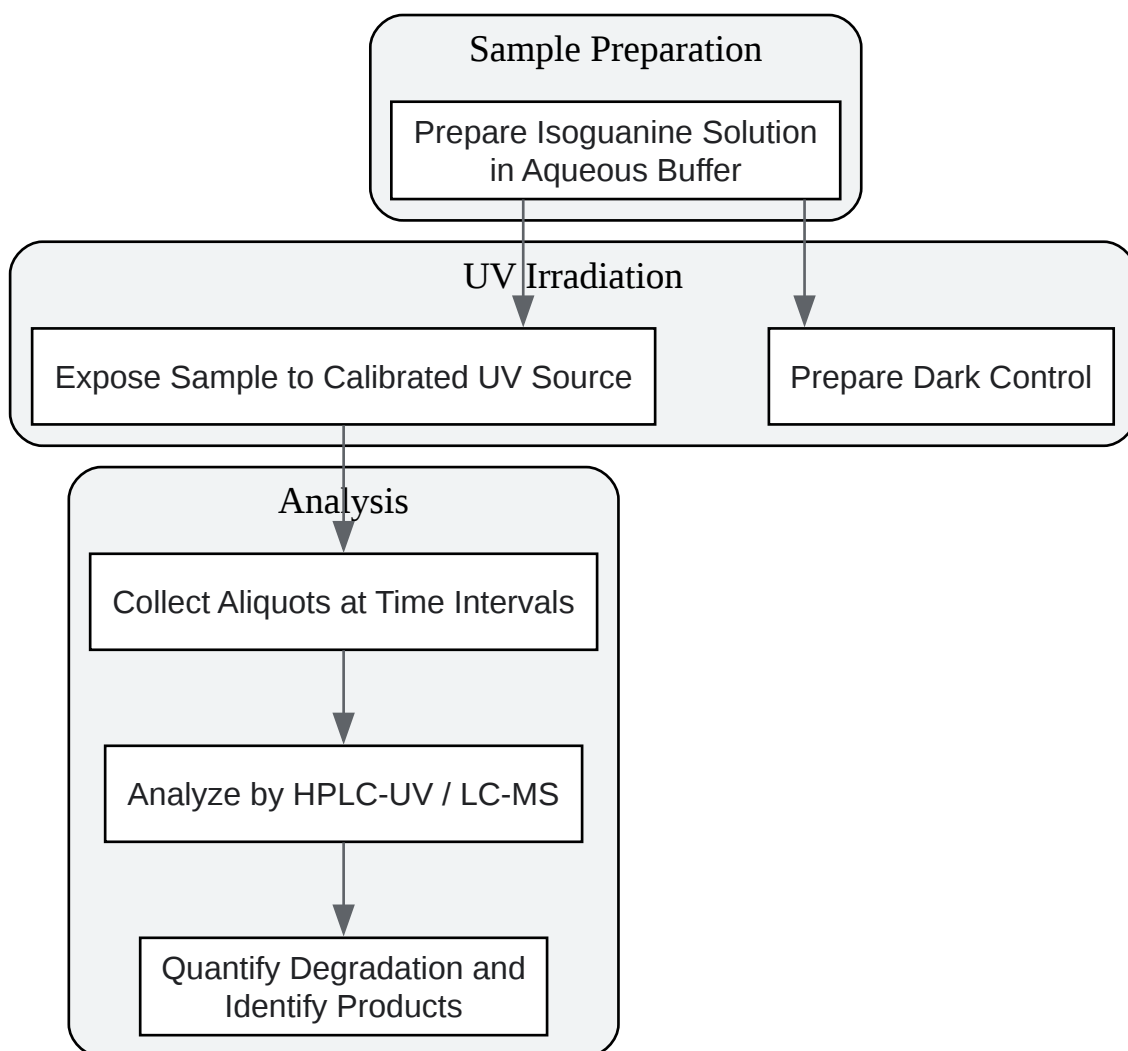 Sample Preparation
Prepare Isoguanine Solution
in Aqueous Buffer
UV Irradiation
Expose Sample to Calibrated UV Source
Prepare Dark Control
Analysis
Collect Aliquots at Time Intervals
Analyze by HPLC-UV / LC-MS
Quantify Degradation and
Identify Products